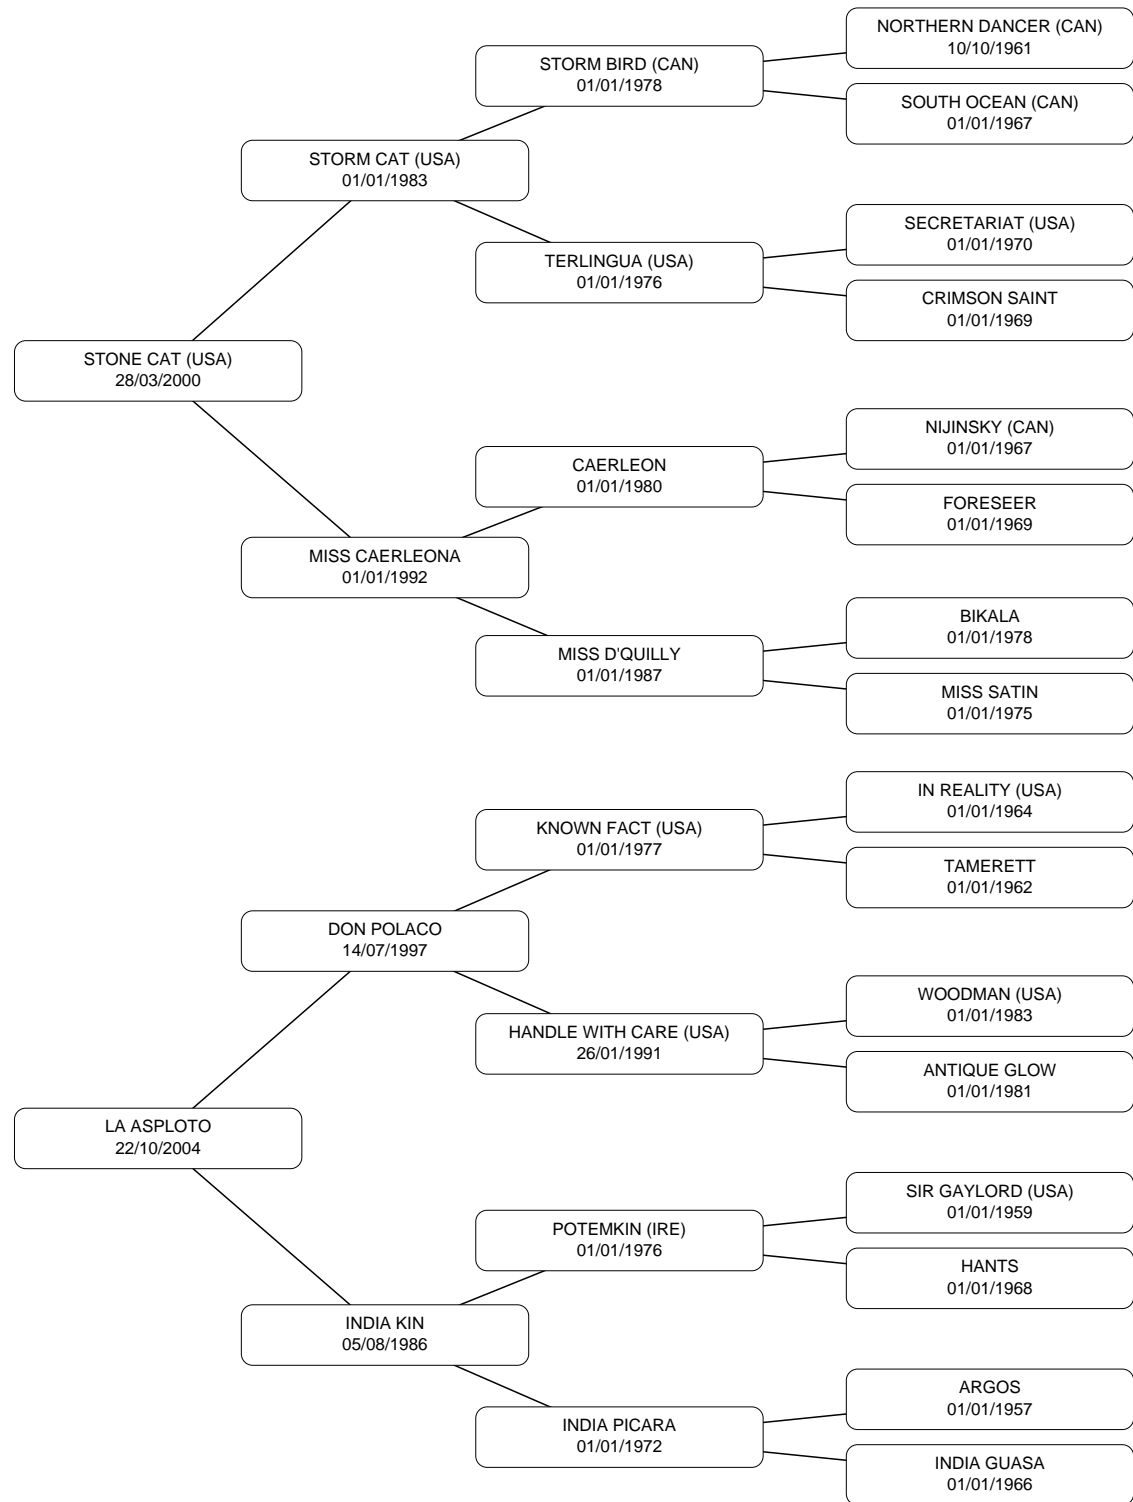 NORTHERN DANCER (CAN)
10/10/1961
STORM BIRD (CAN)
01/01/1978
SOUTH OCEAN (CAN)
01/01/1967
STORM CAT (USA)
01/01/1983
SECRETARIAT (USA)
01/01/1970
TERLINGUA (USA)
01/01/1976
CRIMSON SAINT
01/01/1969
STONE CAT (USA)
28/03/2000
NIJINSKY (CAN)
01/01/1967
CAERLEON
01/01/1980
FORESEER
01/01/1969
MISS CAERLEONA
01/01/1992
BIKALA
01/01/1978
MISS D'QUILLY
01/01/1987
MISS SATIN
01/01/1975
IN REALITY (USA)
01/01/1964
KNOWN FACT (USA)
01/01/1977
TAMERETT
01/01/1962
DON POLACO
14/07/1997
WOODMAN (USA)
01/01/1983
HANDLE WITH CARE (USA)
26/01/1991
ANTIQUE GLOW
01/01/1981
LA ASPLOTO
22/10/2004
SIR GAYLORD (USA)
01/01/1959
POTEMKIN (IRE)
01/01/1976
HANTS
01/01/1968
INDIA KIN
05/08/1986
ARGOS
01/01/1957
INDIA PICARA
01/01/1972
INDIA GUASA
01/01/1966